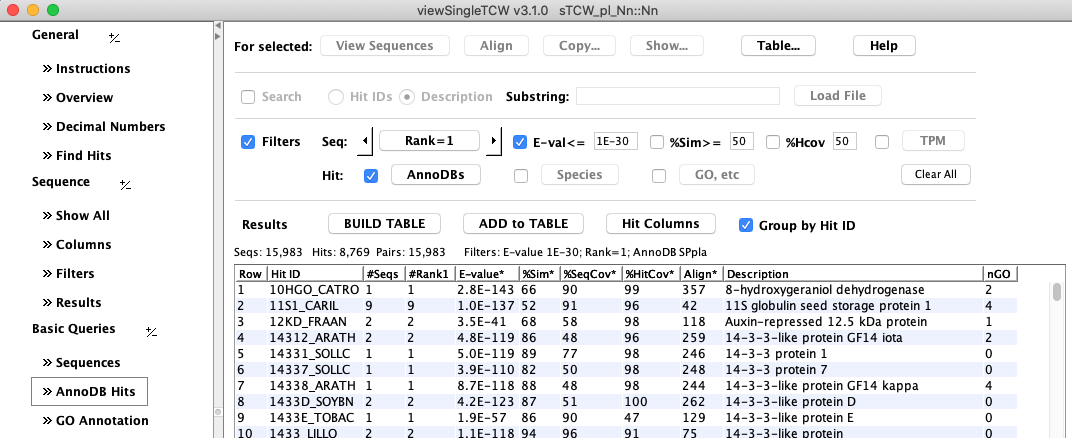 viewSingleTCW v3.1.0 sTCW_pl_Nn::Nn
General +/-
>> Instructions
>> Overview
>> Decimal Numbers
>> Find Hits
Sequence +/-
>> Show All
>> Columns
>> Filters
>> Results
Basic Queries +/-
>> Sequences
>> AnnoDB Hits
>> GO Annotation
For selected: View Sequences Align Copy... Show... Table... Help
Search Hit IDs Description Substring: Load File
Filters Seq: Rank=1 E-val<= 1E-30 %Sim>= 50 %Hcov 50 TPM
Hit: AnnoDBs Species GO, etc Clear All
Results BUILD TABLE ADD to TABLE Hit Columns Group by Hit ID
Seqs: 15,983 Hits: 8,769 Pairs: 15,983 Filters: E-value 1E-30; Rank=1; AnnoDB SPpla
Row Hit ID #Seqs #Rank1 E-value* %Sim* %SeqCov* %HitCov* Align* Description nGO
1 10HGO_CATRO 1 1 2.8E-143 66 90 99 357 8-hydroxygeraniol dehydrogenase 2
2 11S1_CARIL 9 9 1.0E-137 52 91 96 42 11S globulin seed storage protein 1 4
3 12KD_FRAAN 2 2 3.5E-41 68 58 98 118 Auxin-repressed 12.5 kDa protein 1
4 14312_ARATH 2 2 4.8E-119 86 48 96 259 14-3-3-like protein GF14 iota 2
5 14331_SOLLC 1 1 5.0E-119 89 77 98 246 14-3-3 protein 1 0
6 14337_SOLLC 1 1 3.9E-110 82 50 98 248 14-3-3 protein 7 0
7 14338_ARATH 1 1 8.7E-118 88 48 98 244 14-3-3-like protein GF14 kappa 4
8 1433D_SOYBN 2 2 4.2E-123 87 51 100 262 14-3-3-like protein D 0
9 1433E_TOBAC 1 1 1.9E-57 86 90 47 129 14-3-3-like protein E 0
10 1433_LILLO 2 2 1.1E-118 94 96 91 75 14-3-3-like protein 0